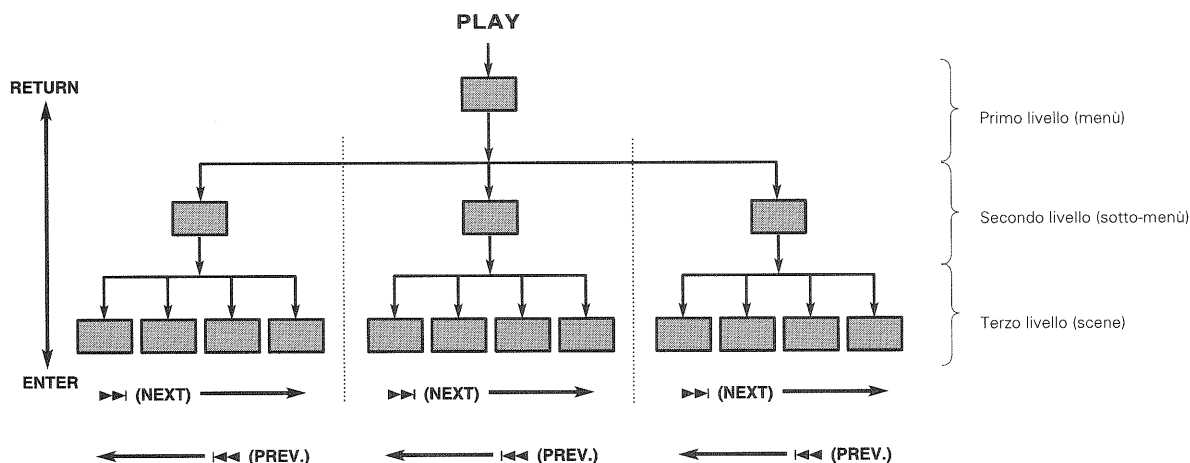 PLAY
RETURN
Primo livello (menù)
Secondo livello (sotto-menù)
Terzo livello (scene)
ENTER
▶▶| (NEXT)
▶▶| (NEXT)
▶▶| (NEXT)
|◀◀ (PREV.)
|◀◀ (PREV.)
|◀◀ (PREV.)